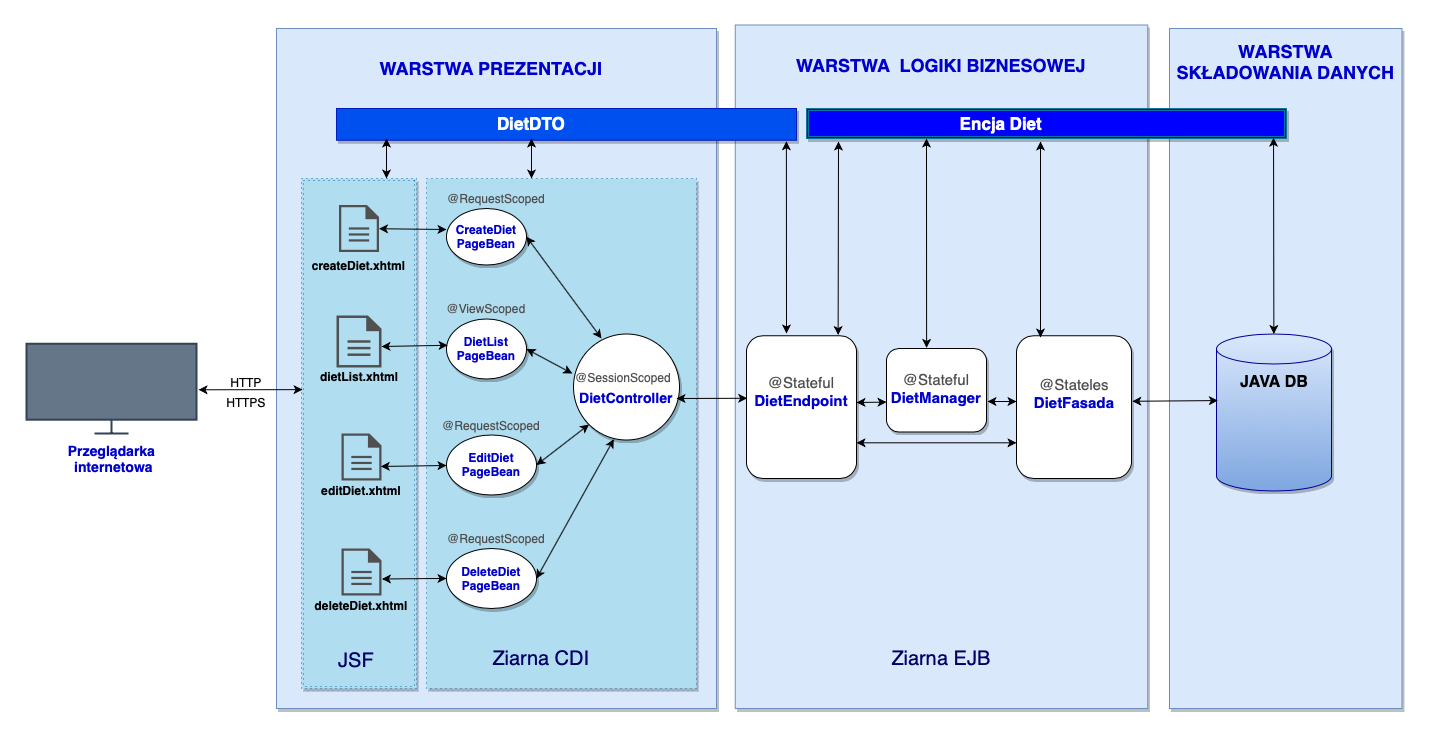 WARSTWA PREZENTACJI
WARSTWA LOGIKI BIZNESOWEJ
WARSTWA
SKŁADOWANIA DANYCH
DietDTO
Encja Diet
@RequestScoped
CreateDiet
PageBean
createDiet.xhtml
@ViewScoped
DietList
PageBean
dietList.xhtml
@SessionScoped
DietController
@RequestScoped
EditDiet
PageBean
editDiet.xhtml
@RequestScoped
DeleteDiet
PageBean
deleteDiet.xhtml
HTTP
HTTPS
Przeglądarka
internetowa
@Stateful
DietEndpoint
@Stateful
DietManager
@Stateles
DietFasada
JAVA DB
JSF
Ziarna CDI
Ziarna EJB